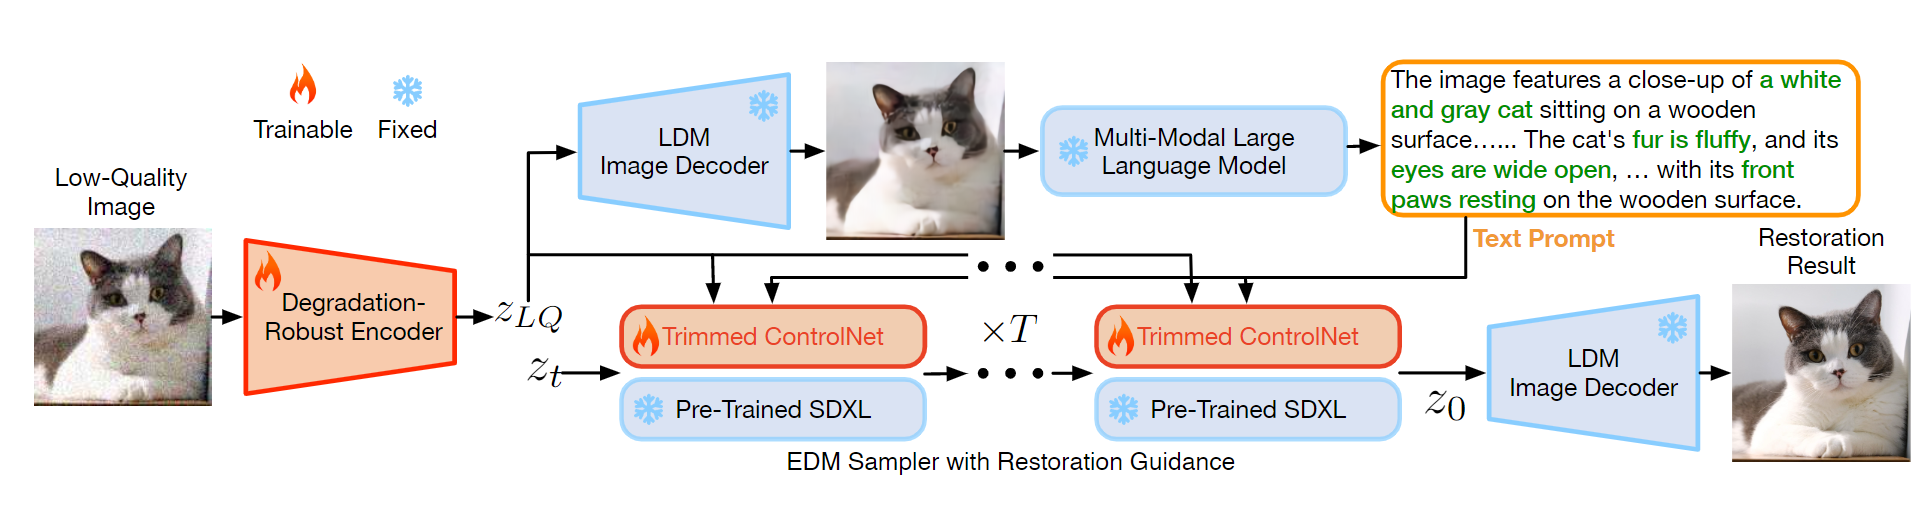 Trainable
Fixed
Low-Quality
Image
Degradation-
Robust Encoder
z_{LQ}
z_t
LDM
Image Decoder
Multi-Modal Large
Language Model
The image features a close-up of a white
and gray cat sitting on a wooden
surface…... The cat's fur is fluffy, and its
eyes are wide open, … with its front
paws resting on the wooden surface.
Text Prompt
Trimmed ControlNet
Pre-Trained SDXL
×T
Trimmed ControlNet
Pre-Trained SDXL
z_0
EDM Sampler with Restoration Guidance
LDM
Image Decoder
Restoration
Result